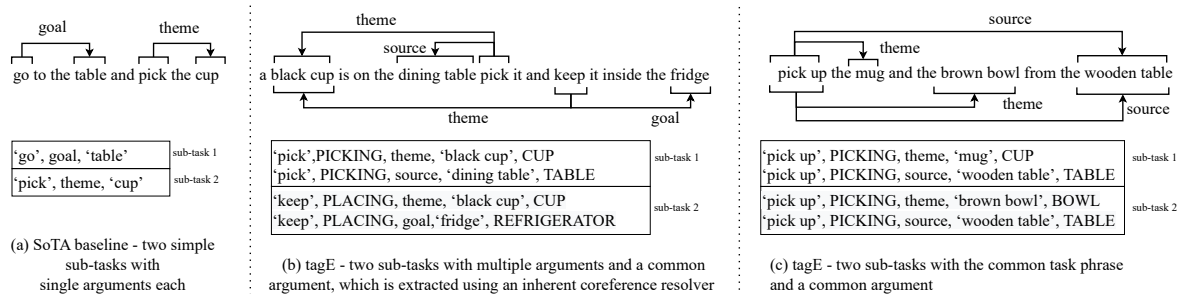 goal
theme
go to the table and pick the cup
'go', goal, 'table'
sub-task 1
'pick', theme, 'cup'
sub-task 2
(a) SoTA baseline - two simple
sub-tasks with
single arguments each
theme
source
a black cup is on the dining table pick it and keep it inside the fridge
theme
goal
'pick',PICKING, theme, 'black cup', CUP
'pick', PICKING, source, 'dining table', TABLE
sub-task 1
'keep', PLACING, theme, 'black cup', CUP
'keep', PLACING, goal,'fridge', REFRIGERATOR
sub-task 2
(b) tagE - two sub-tasks with multiple arguments and a common
argument, which is extracted using an inherent coreference resolver
source
theme
pick up the mug and the brown bowl from the wooden table
theme
source
'pick up', PICKING, theme, 'mug', CUP
'pick up', PICKING, source, 'wooden table', TABLE
sub-task 1
'pick up', PICKING, theme, 'brown bowl', BOWL
'pick up', PICKING, source, 'wooden table', TABLE
sub-task 2
(c) tagE - two sub-tasks with the common task phrase
and a common argument